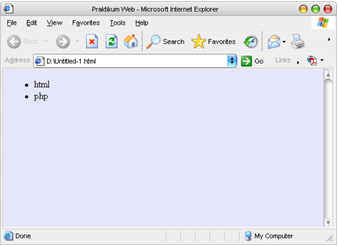 Praktikum Web - Microsoft Internet Explorer
File Edit View Favorites Tools Help
Back Search Favorites
Address D:\Untitled-1.html Go Links
html
php
Done My Computer